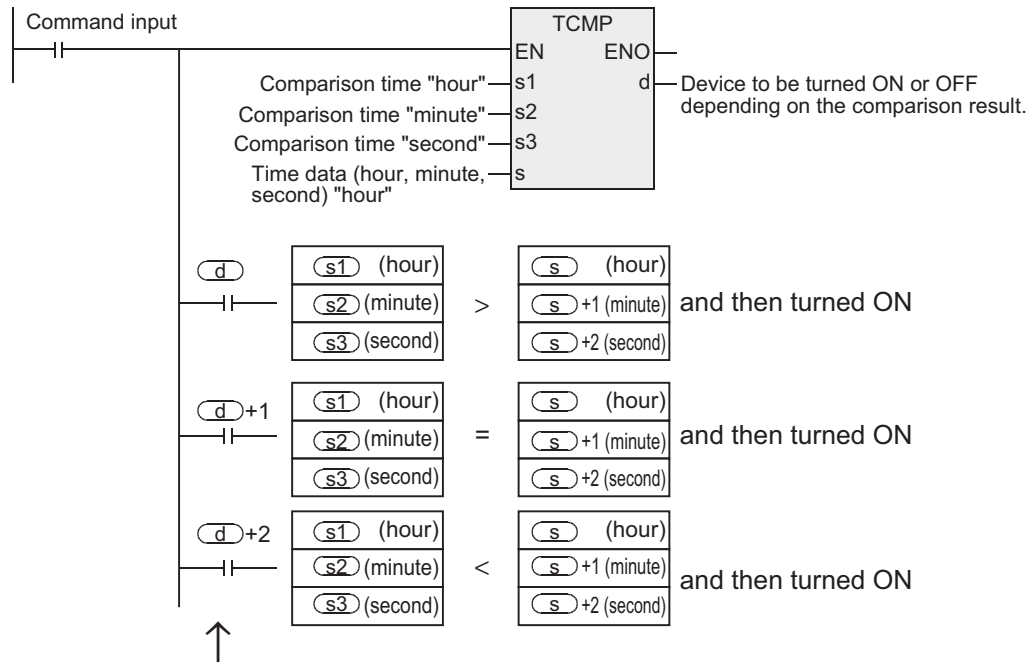 Command input
TCMP
EN ENO
Comparison time "hour" s1 d Device to be turned ON or OFF
depending on the comparison result.
Comparison time "minute" s2
Comparison time "second" s3
Time data (hour, minute, s
second) "hour"
d
s1 (hour)
s2 (minute)
s3 (second)
>
s (hour)
s +1 (minute)
s +2 (second)
and then turned ON
d +1
s1 (hour)
s2 (minute)
s3 (second)
=
s (hour)
s +1 (minute)
s +2 (second)
and then turned ON
d +2
s1 (hour)
s2 (minute)
s3 (second)
<
s (hour)
s +1 (minute)
s +2 (second)
and then turned ON